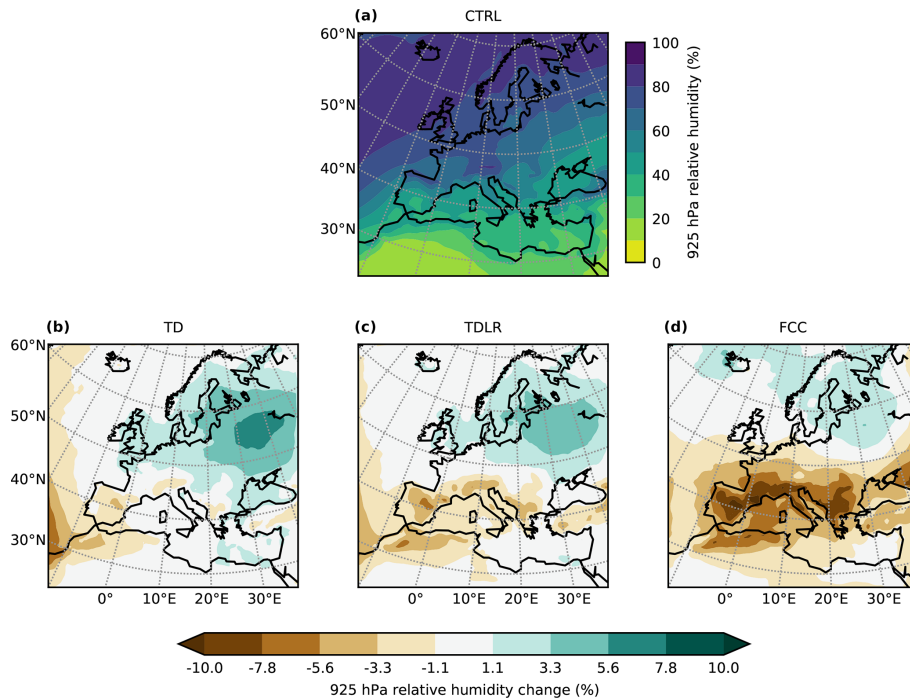 (a) CTRL
60°N
50°N
40°N
30°N
100
80
60
40
20
0
925 hPa relative humidity (%)
(b) TD
(c) TDLR
(d) FCC
60°N
50°N
40°N
30°N
0° 10°E 20°E 30°E
0° 10°E 20°E 30°E
0° 10°E 20°E 30°E
-10.0 -7.8 -5.6 -3.3 -1.1 1.1 3.3 5.6 7.8 10.0
925 hPa relative humidity change (%)